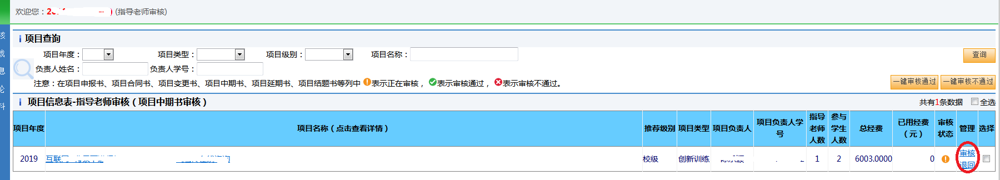 欢迎您： (指导老师审核)
核
载
息
论
料
项目查询
项目年度： 项目类型： 项目级别： 项目名称： 查询
负责人姓名： 负责人学号：
注意：在项目申报书、项目合同书、项目变更书、项目中期书、项目延期书、项目结题书等列中 表示正在审核， 表示审核通过， 表示审核不通过。 一键审核通过 一键审核不通过
项目信息表-指导老师审核（项目中期书审核） 共有1条数据 全选
项目年度 项目名称（点击查看详情） 推荐级别 项目类型 项目负责人 项目负责人学号 指导老师人数 参与学生人数 总经费 已用经费（元） 审核状态 管理 选择
2019 互联 校级 创新训练 2 1 2 6003.0000 0 审核
退回